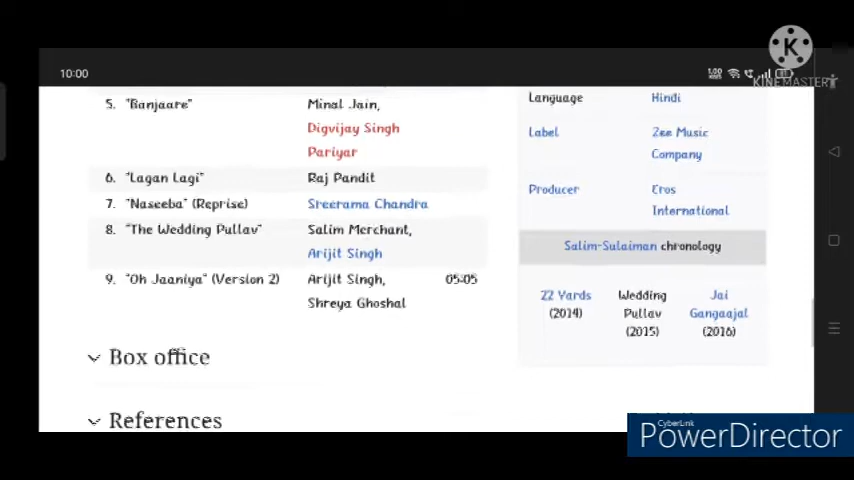 KINEMASTER
10:00
5. "Banjaare" Minal Jain,
Digvijay Singh
Pariyar
6. "Lagan Lagi" Raj Pandit
7. "Naseeba" (Reprise) Sreerama Chandra
8. "The Wedding Pullav" Salim Merchant,
Arijit Singh
9. "Oh Jaaniya" (Version 2) Arijit Singh, 05:05
Shreya Ghoshal
Language Hindi
Label Zee Music
Company
Producer Eros
International
Salim-Sulaiman chronology
22 Yards
(2014)
Wedding
Pullav
(2015)
Jai
Gangaajal
(2016)
Box office
References
CyberLink
PowerDirector